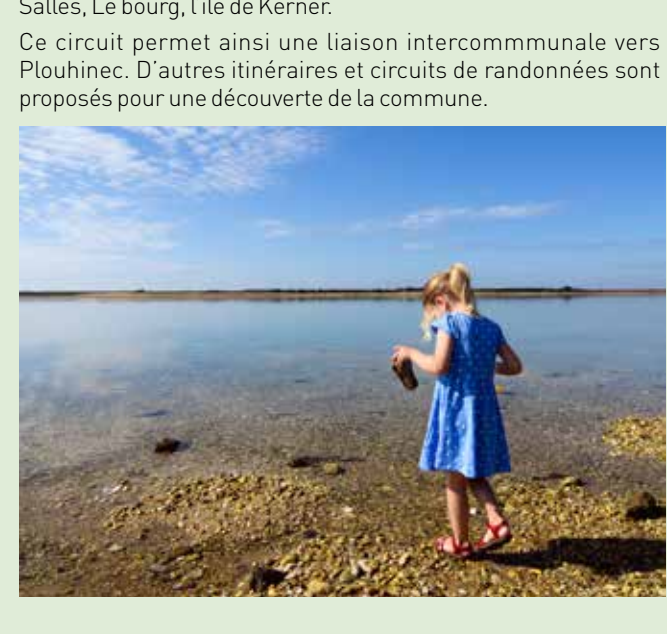 Salles, Le bourg, l'île de Kerner.
Ce circuit permet ainsi une liaison intercommmunale vers
Plouhinec. D'autres itinéraires et circuits de randonnées sont
proposés pour une découverte de la commune.